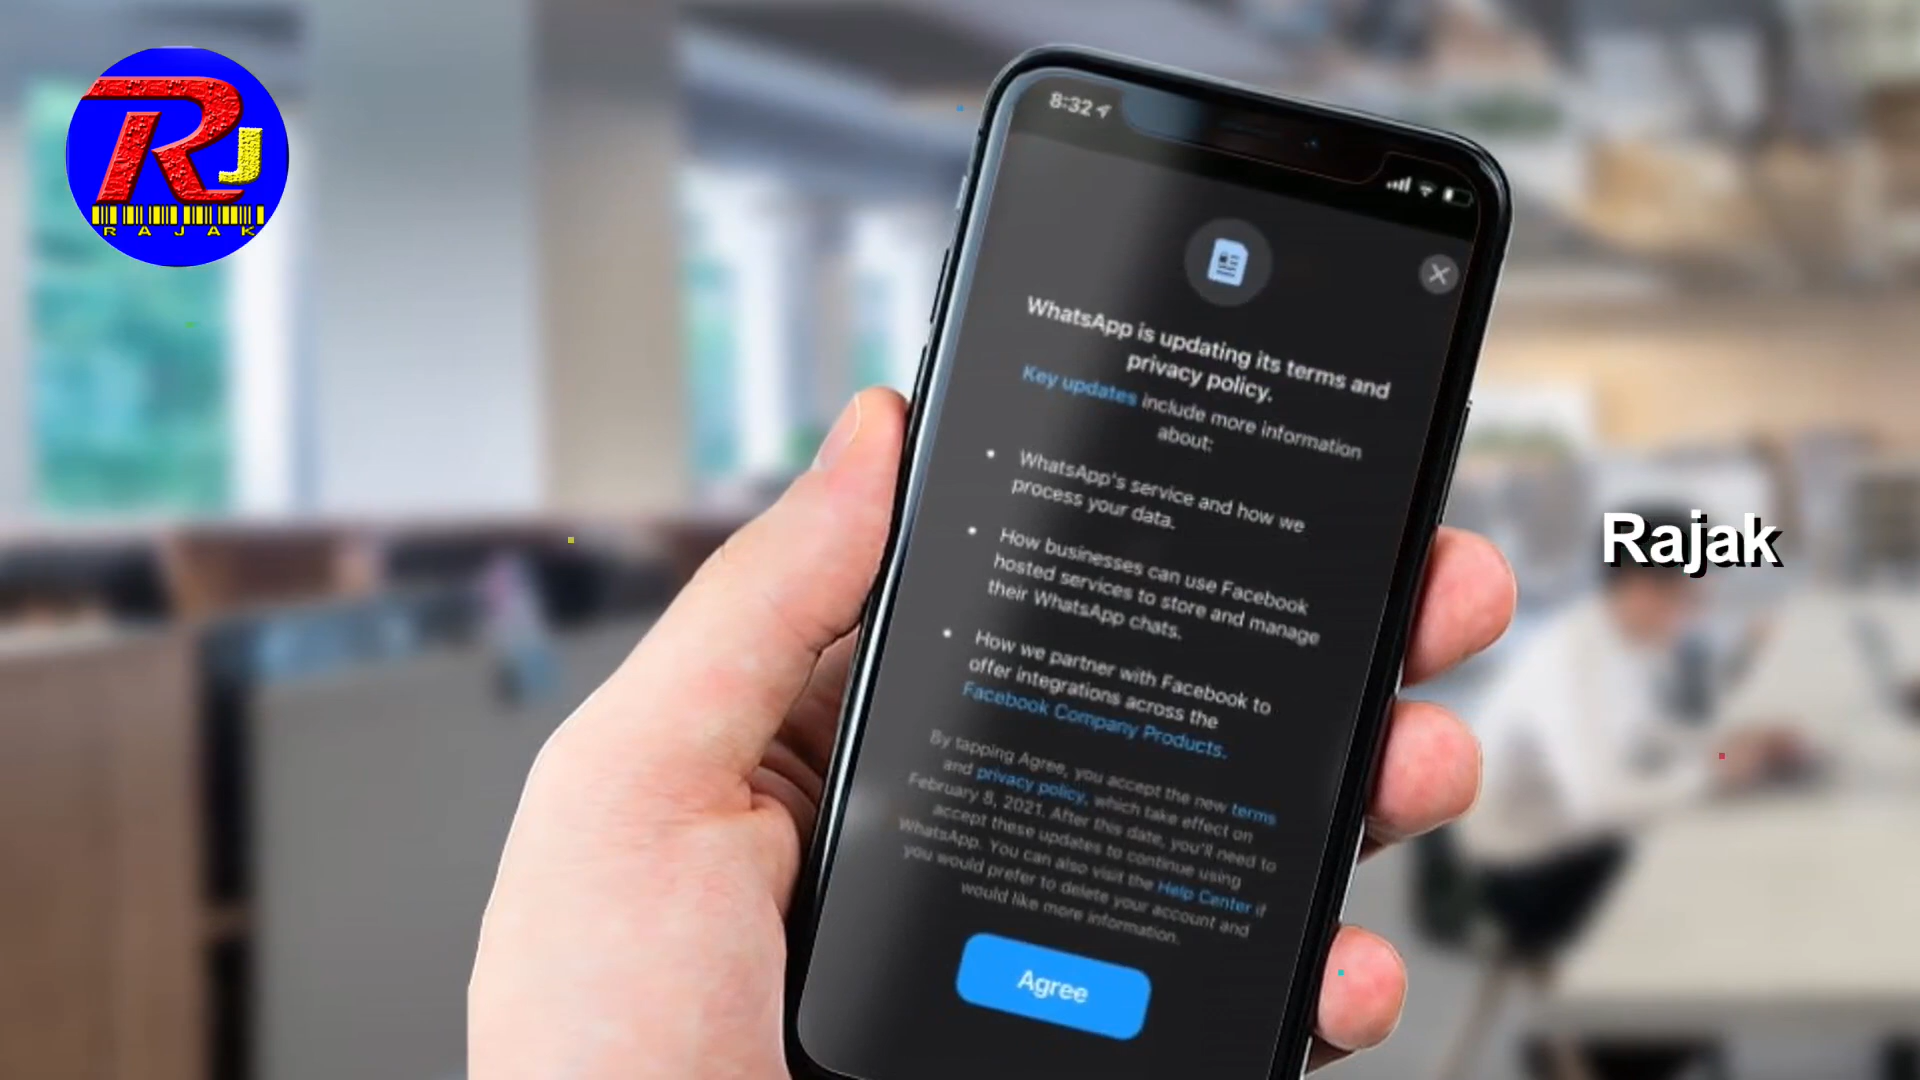 RJ
RAJAK
8:32
WhatsApp is updating its terms and
privacy policy.
Key updates include more information
about:
• WhatsApp's service and how we
process your data.
• How businesses can use Facebook
hosted services to store and manage
their WhatsApp chats.
• How we partner with Facebook to
offer integrations across the
Facebook Company Products.
By tapping Agree, you accept the new terms
and privacy policy, which take effect on
February 8, 2021. After this date, you'll need to
accept these updates to continue using
WhatsApp. You can also visit the Help Center if
you would prefer to delete your account and
would like more information.
Agree
Rajak